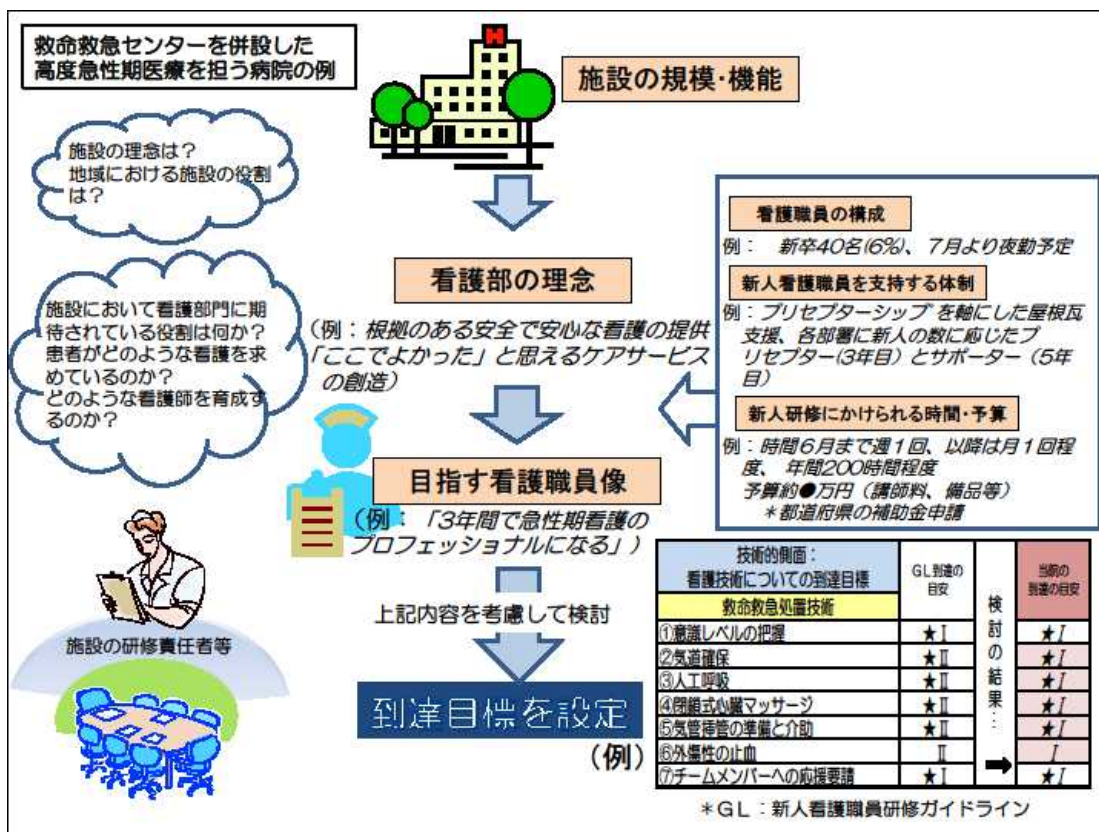 救命救急センターを併設した
高度急性期医療を担う病院の例
H
施設の規模・機能
施設の理念は?
地域における施設の役割
は?
看護部の理念
(例:根拠のある安全で安心な看護の提供
「ここでよかった」と思えるケアサービス
の創造)
施設において看護部門に期
待されている役割は何か?
患者がどのような看護を求
めているのか?
どのような看護師を育成す
るのか?
看護職員の構成
例: 新卒40名(6%)、7月より夜勤予定
新人看護職員を支持する体制
例:プリセプターシップ゚を軸にした屋根瓦
支援、各部署に新人の数に応じたプ
リセプター(3年目)とサポーター(5年
目)
新人研修にかけられる時間・予算
例:時間6月まで週1回、以降は月1回程
度、 年間200時間程度
予算約●万円(講師料、備品等)
*都道府県の補助金申請
目指す看護職員像
(例:「3年間で急性期看護の
プロフェッショナルになる」)
上記内容を考慮して検討
施設の研修責任者等
到達目標を設定
(例)
技術的側面: GL到達の 検討の結果… 当院の
看護技術についての到達目標 目安 到達の目安
救命救急処置技術
①意識レベルの把握 ★Ⅰ ★Ⅰ
②気道確保 ★Ⅱ ★Ⅰ
③人工呼吸 ★Ⅱ ★Ⅰ
④閉鎖式心臓マッサージ ★Ⅱ ★Ⅰ
⑤気管挿管の準備と介助 ★Ⅱ ★Ⅰ
⑥外傷性の止血 Ⅱ Ⅰ
⑦チームメンバーへの応援要請 ★Ⅰ ★Ⅰ
*GL:新人看護職員研修ガイドライン